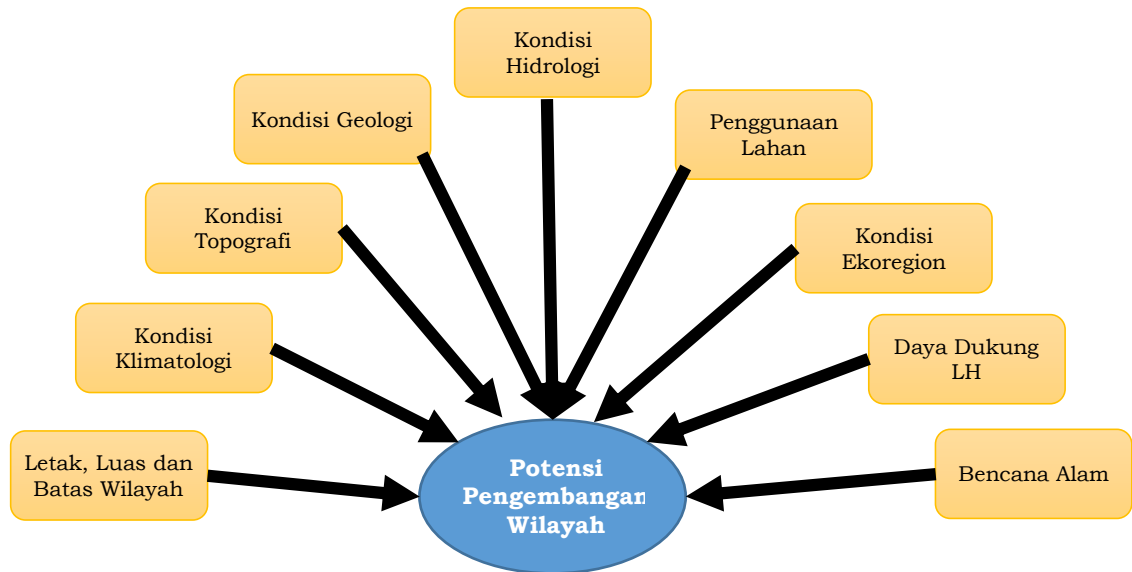 Kondisi
Hidrologi
Kondisi Geologi
Penggunaan
Lahan
Kondisi
Topografi
Kondisi
Ekoregion
Kondisi
Klimatologi
Daya Dukung
LH
Letak, Luas dan
Batas Wilayah
Potensi
Pengembangan
Wilayah
Bencana Alam